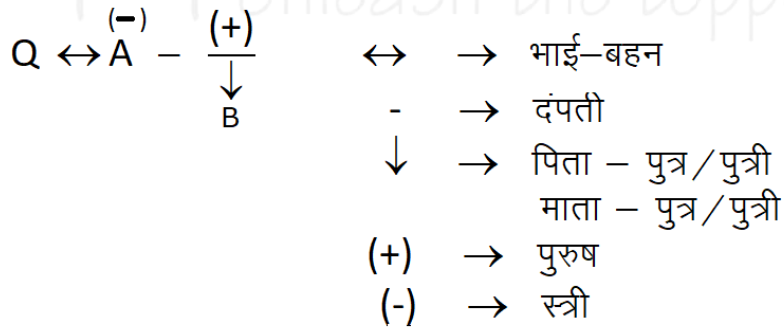 (-) (+)
Q ↔ A - ↔ → भाई–बहन
↓ - → दंपती
B ↓ → पिता – पुत्र / पुत्री
माता – पुत्र / पुत्री
(+) → पुरुष
(-) → स्त्री